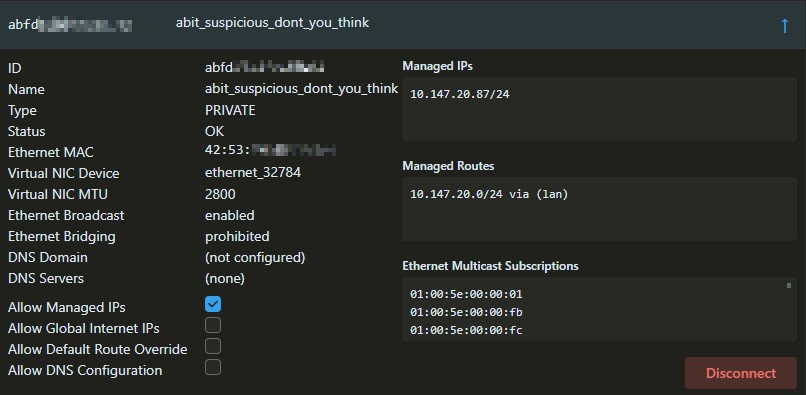 abfd
abit_suspicious_dont_you_think
↑
ID abfd
Name abit_suspicious_dont_you_think
Type PRIVATE
Status OK
Ethernet MAC 42:53:
Virtual NIC Device ethernet_32784
Virtual NIC MTU 2800
Ethernet Broadcast enabled
Ethernet Bridging prohibited
DNS Domain (not configured)
DNS Servers (none)
Allow Managed IPs
Allow Global Internet IPs
Allow Default Route Override
Allow DNS Configuration
Managed IPs
10.147.20.87/24
Managed Routes
10.147.20.0/24 via (lan)
Ethernet Multicast Subscriptions
01:00:5e:00:00:01
01:00:5e:00:00:fb
01:00:5e:00:00:fc
Disconnect